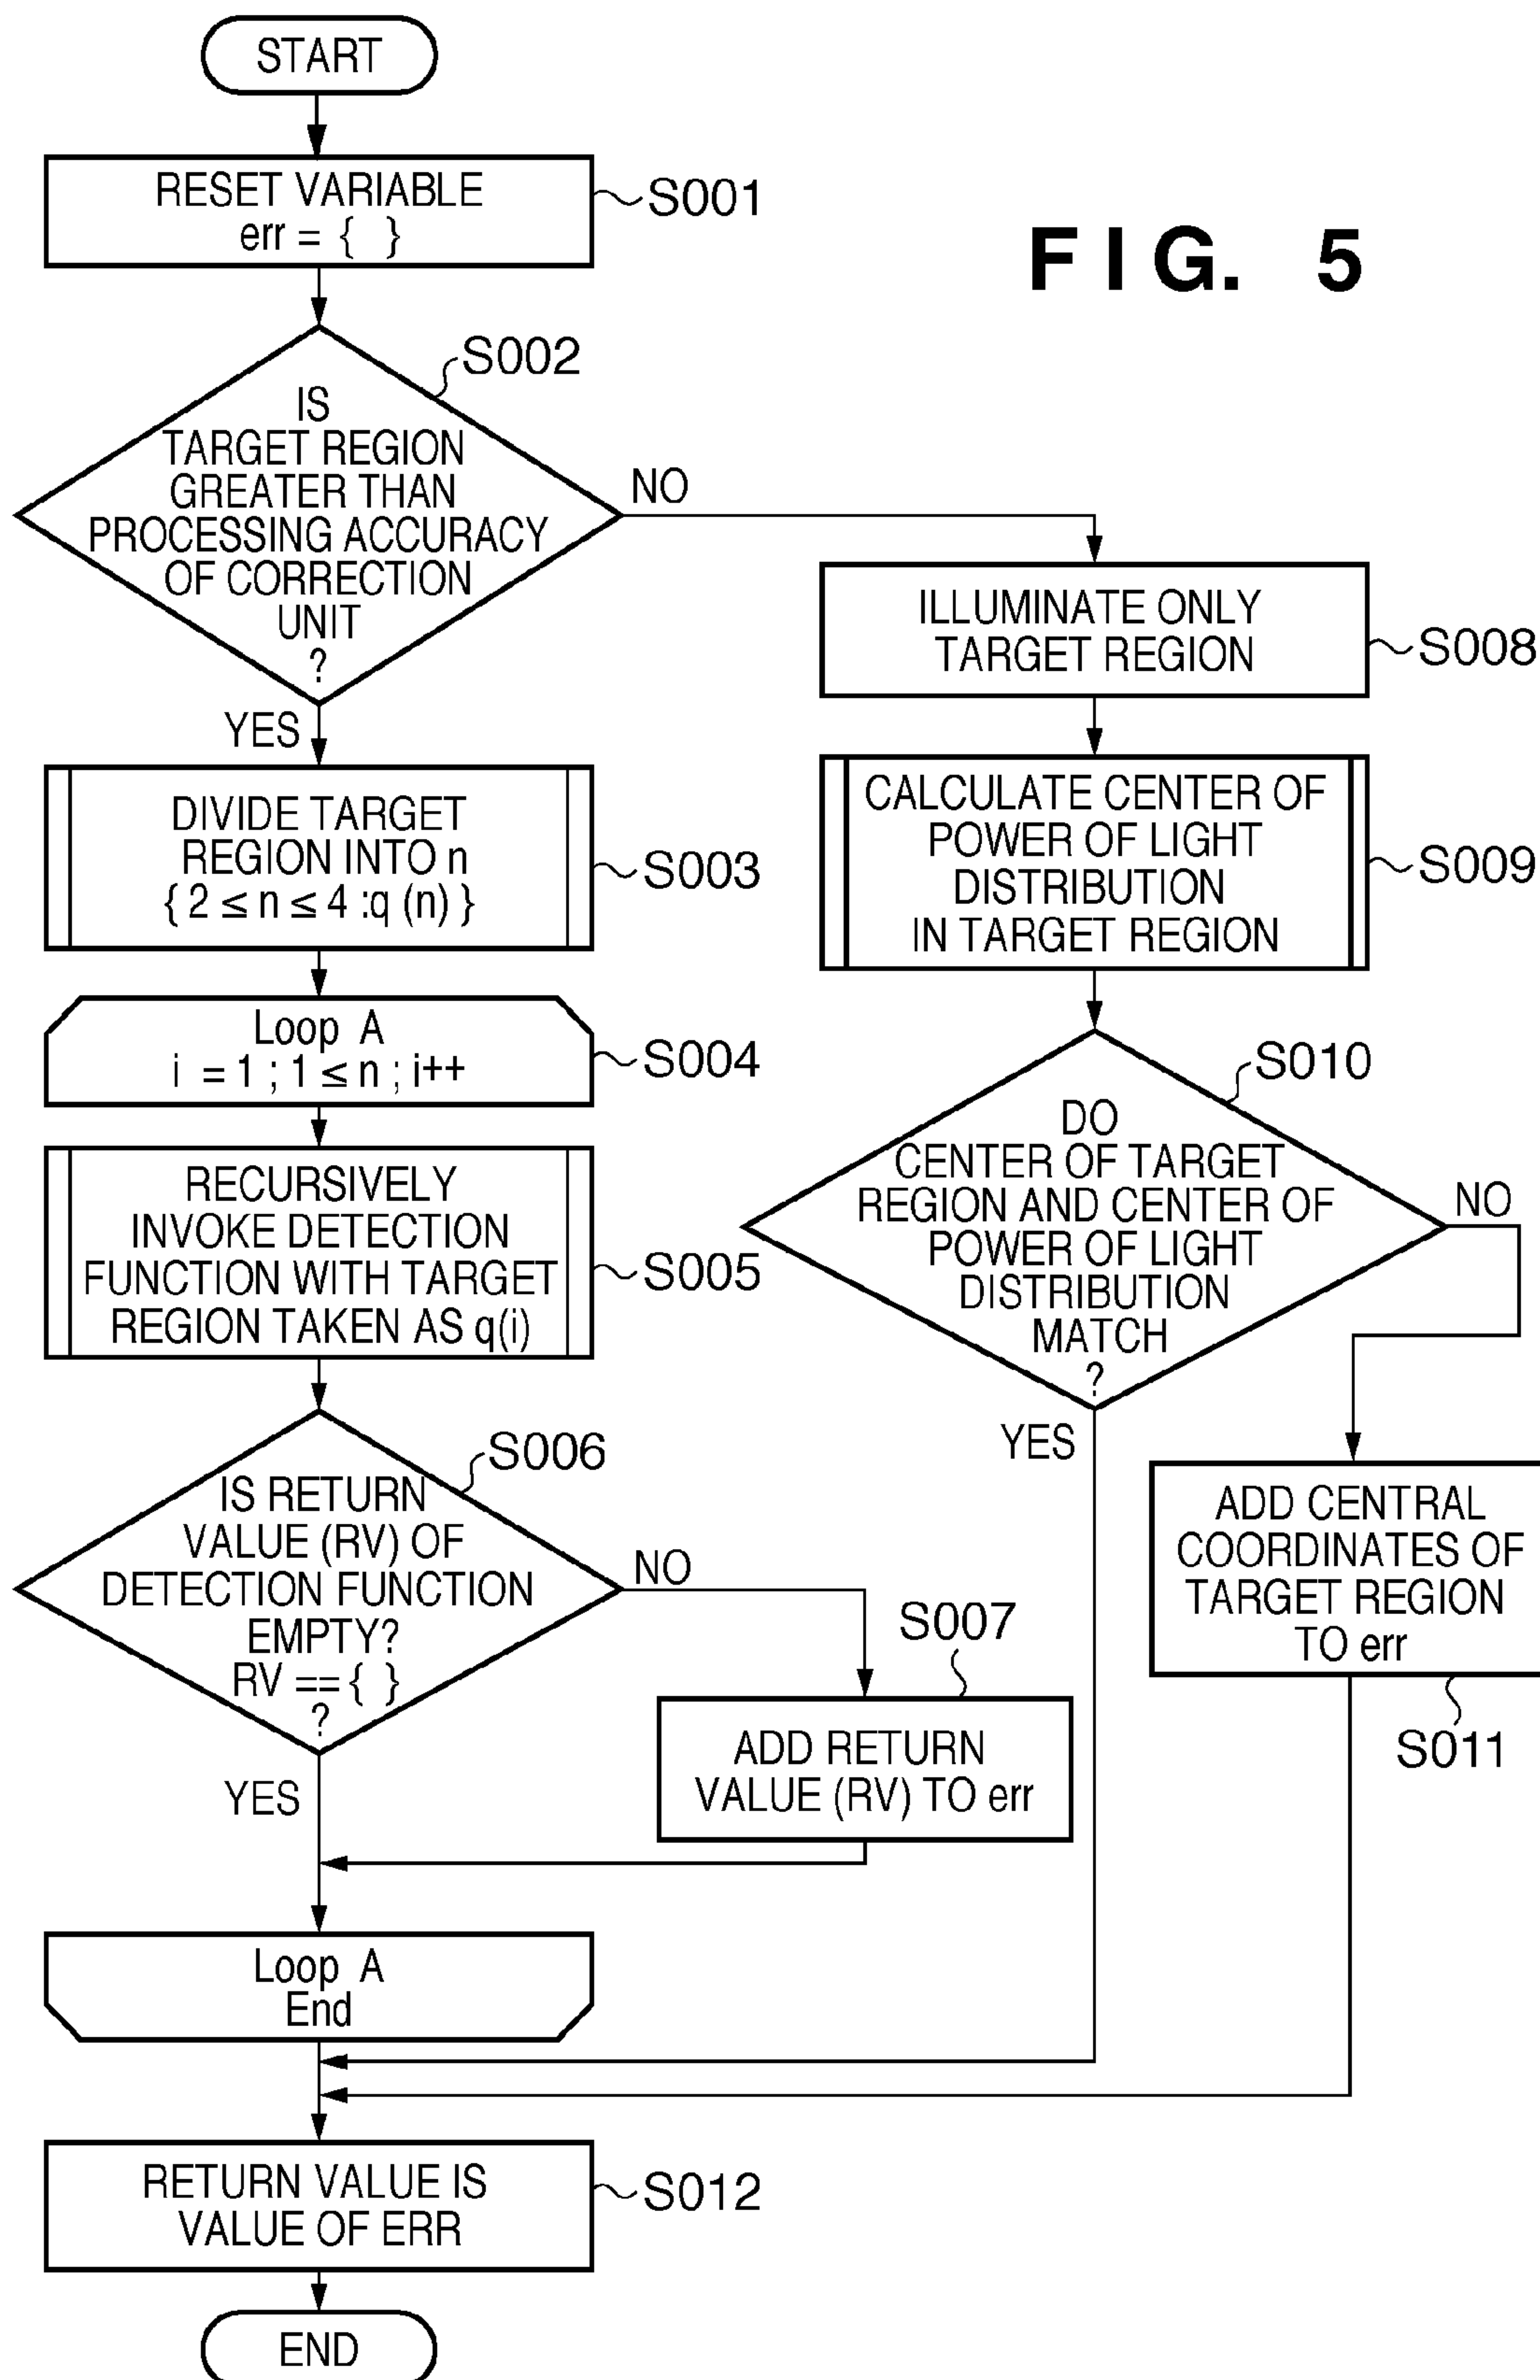 START
RESET VARIABLE
err = { }
S001
FIG. 5
S002
IS
TARGET REGION
GREATER THAN
PROCESSING ACCURACY
OF CORRECTION
UNIT
?
NO
YES
DIVIDE TARGET
REGION INTO n
{ 2 ≤ n ≤ 4 :q (n) }
S003
Loop A
i = 1 ; 1 ≤ n ; i++
S004
RECURSIVELY
INVOKE DETECTION
FUNCTION WITH TARGET
REGION TAKEN AS q(i)
S005
S006
IS RETURN
VALUE (RV) OF
DETECTION FUNCTION
EMPTY?
RV == { }
?
NO
YES
S007
ADD RETURN
VALUE (RV) TO err
Loop A
End
ILLUMINATE ONLY
TARGET REGION
S008
CALCULATE CENTER OF
POWER OF LIGHT
DISTRIBUTION
IN TARGET REGION
S009
S010
DO
CENTER OF TARGET
REGION AND CENTER OF
POWER OF LIGHT
DISTRIBUTION
MATCH
?
NO
YES
ADD CENTRAL
COORDINATES OF
TARGET REGION
TO err
S011
RETURN VALUE IS
VALUE OF ERR
S012
END